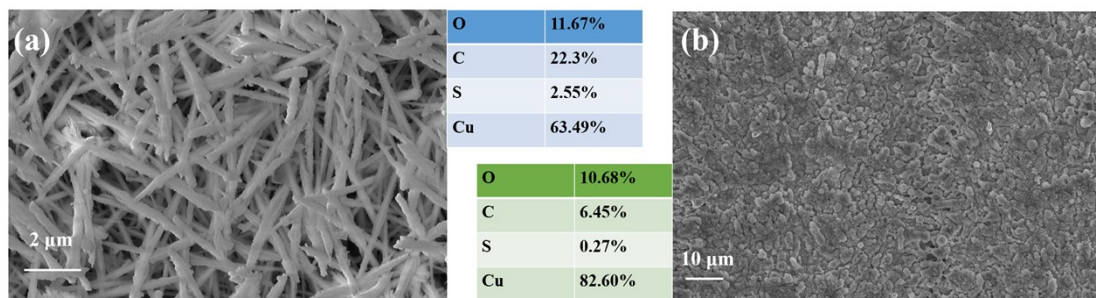 (a)
2 μm
O 11.67%
C 22.3%
S 2.55%
Cu 63.49%
O 10.68%
C 6.45%
S 0.27%
Cu 82.60%
(b)
10 μm